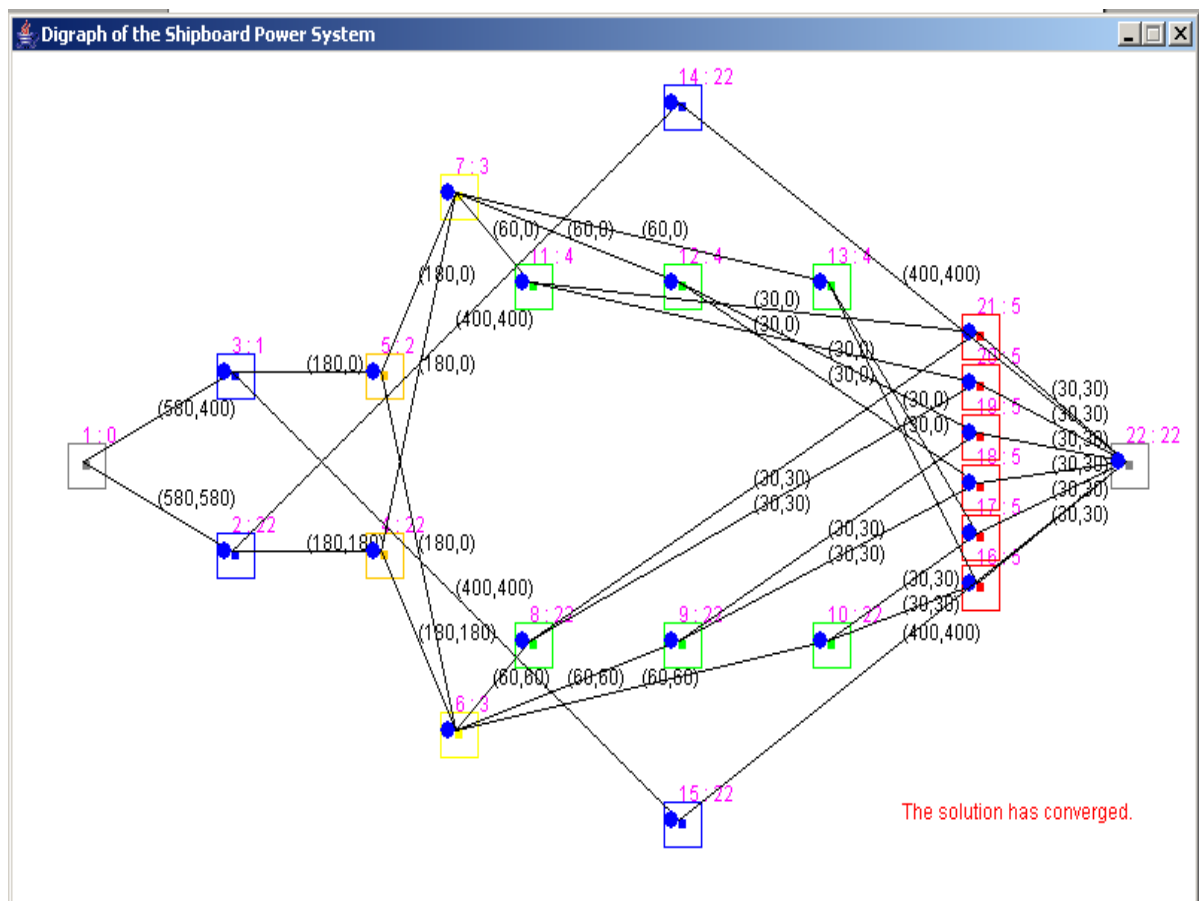 Digraph of the Shipboard Power System
14 : 22
7 : 3
(60,0) (60,0) (60,0)
11 : 4 12 : 4 13 : 4
(180,0) (400,400)
(30,0) 21 : 5
(400,400) (30,0)
3 : 1 5 : 2 (30,0) 20 : 5
(180,0) (180,0) (30,0) (30,30)
(580,400) (30,0) 19 : 5 (30,30)
(30,0)
1 : 0 (30,30) 22 : 22
18 : 5 (30,30)
(30,30)
(580,580) (30,30) (30,30)
(30,30) 17 : 5 (30,30)
2 : 22 4 : 22 (30,30)
(180,180) (180,0) (30,30) 16 : 5
(400,400) (30,30)
(30,30)
8 : 22 9 : 22 10 : 22
(180,180) (400,400)
(60,60) (60,60) (60,60)
6 : 3
15 : 22
The solution has converged.